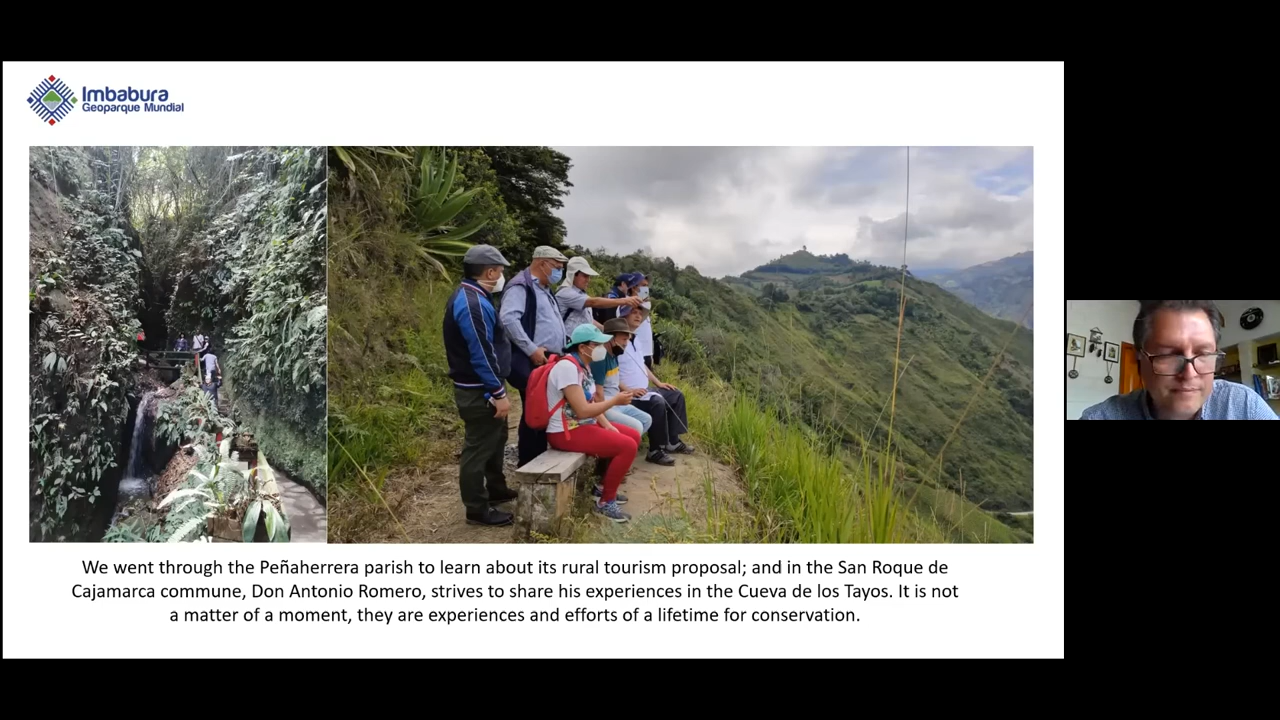 Imbabura
Geoparque Mundial
We went through the Peñaherrera parish to learn about its rural tourism proposal; and in the San Roque de
Cajamarca commune, Don Antonio Romero, strives to share his experiences in the Cueva de los Tayos. It is not
a matter of a moment, they are experiences and efforts of a lifetime for conservation.